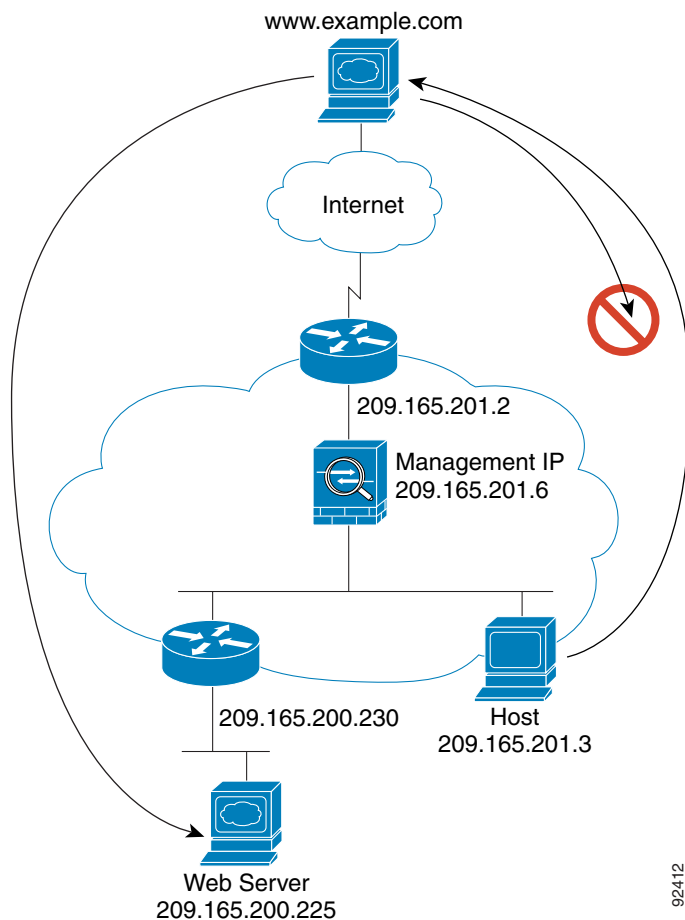 www.example.com
Internet
209.165.201.2
Management IP
209.165.201.6
209.165.200.230
Host
209.165.201.3
Web Server
209.165.200.225
92412